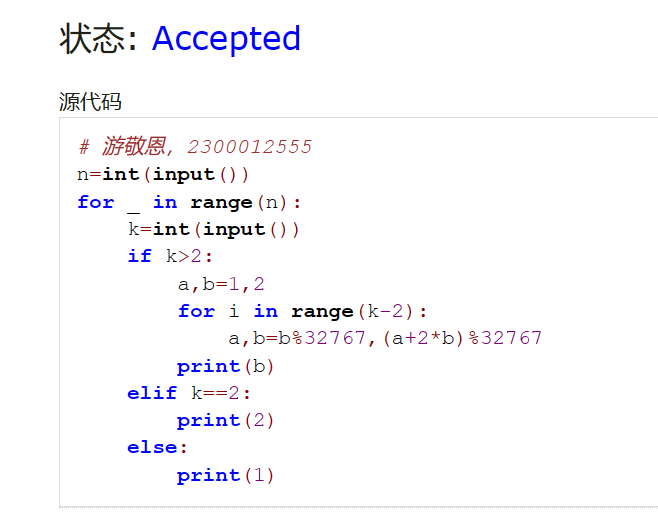 状态: Accepted
源代码
# 游敬恩，2300012555
n=int(input())
for _ in range(n):
    k=int(input())
    if k>2:
        a,b=1,2
        for i in range(k-2):
            a,b=b%32767,(a+2*b)%32767
        print(b)
    elif k==2:
        print(2)
    else:
        print(1)